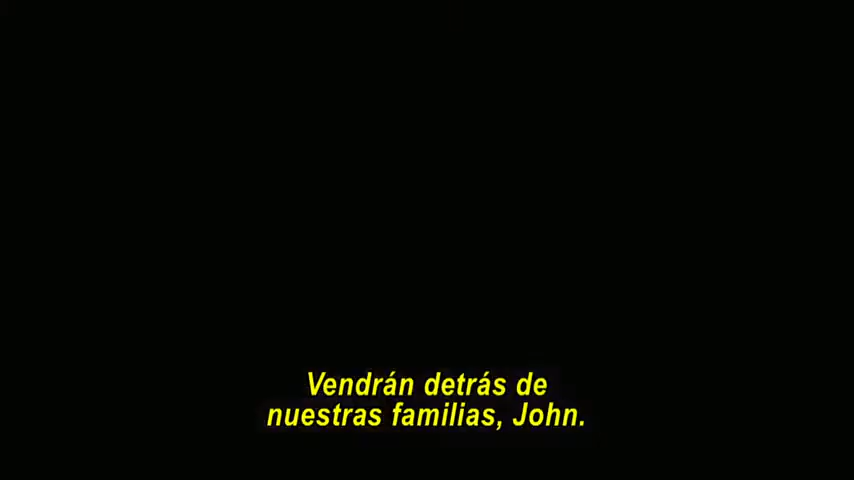 Vendrán detrás de
nuestras familias, John.